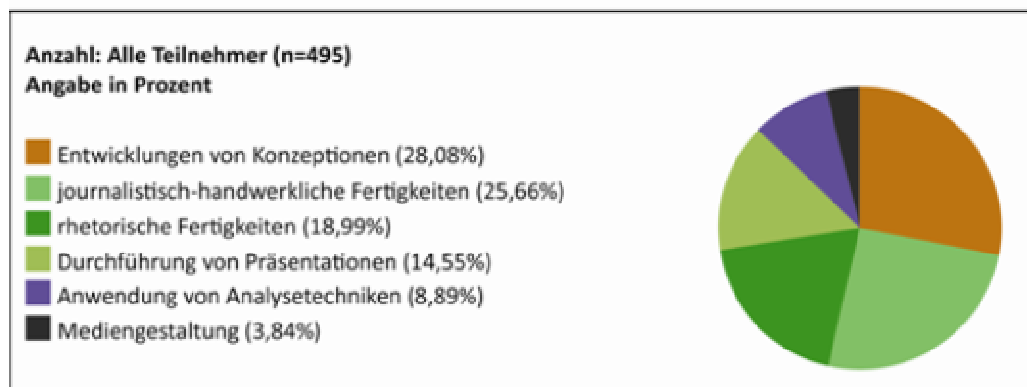 Anzahl: Alle Teilnehmer (n=495)
Angabe in Prozent
Entwicklungen von Konzeptionen (28,08%)
journalistisch-handwerkliche Fertigkeiten (25,66%)
rhetorische Fertigkeiten (18,99%)
Durchführung von Präsentationen (14,55%)
Anwendung von Analysetechniken (8,89%)
Mediengestaltung (3,84%)